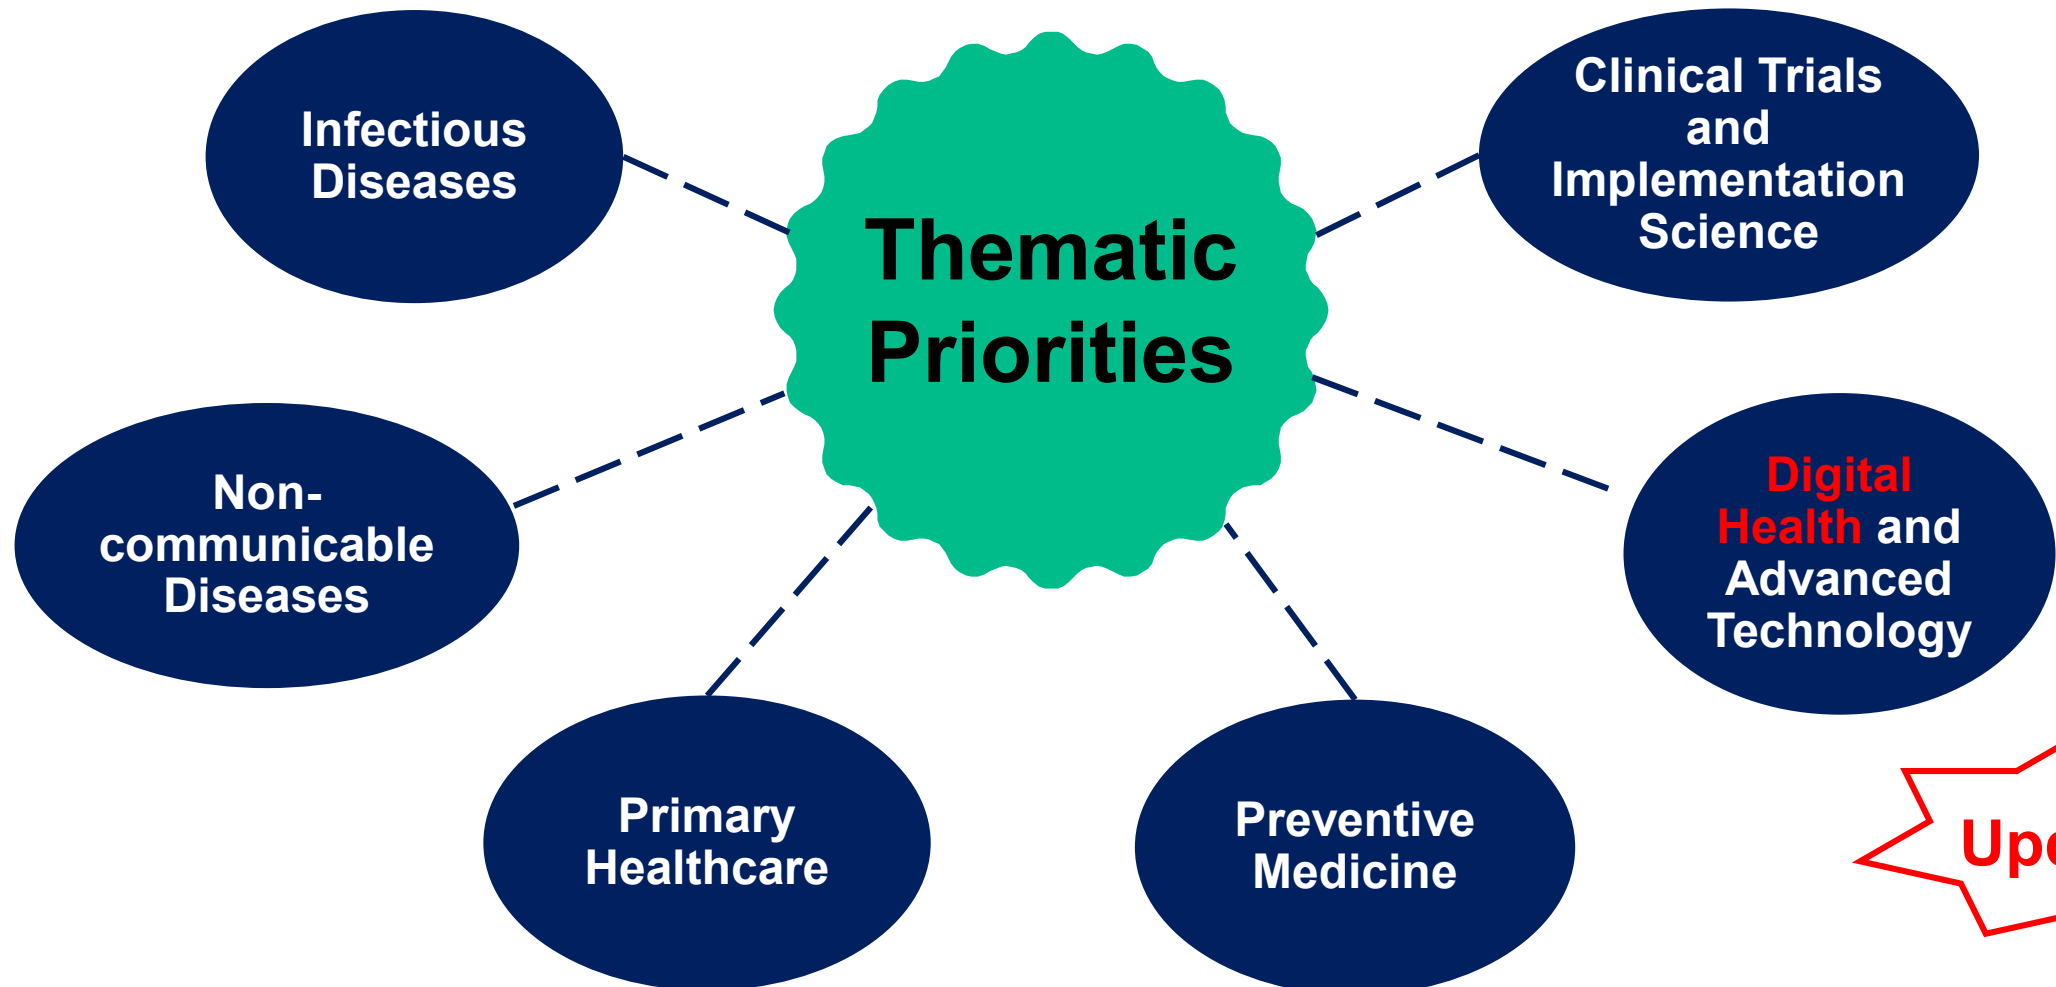 Thematic
Priorities
Infectious
Diseases
Clinical Trials
and
Implementation
Science
Non-
communicable
Diseases
Digital
Health and
Advanced
Technology
Primary
Healthcare
Preventive
Medicine